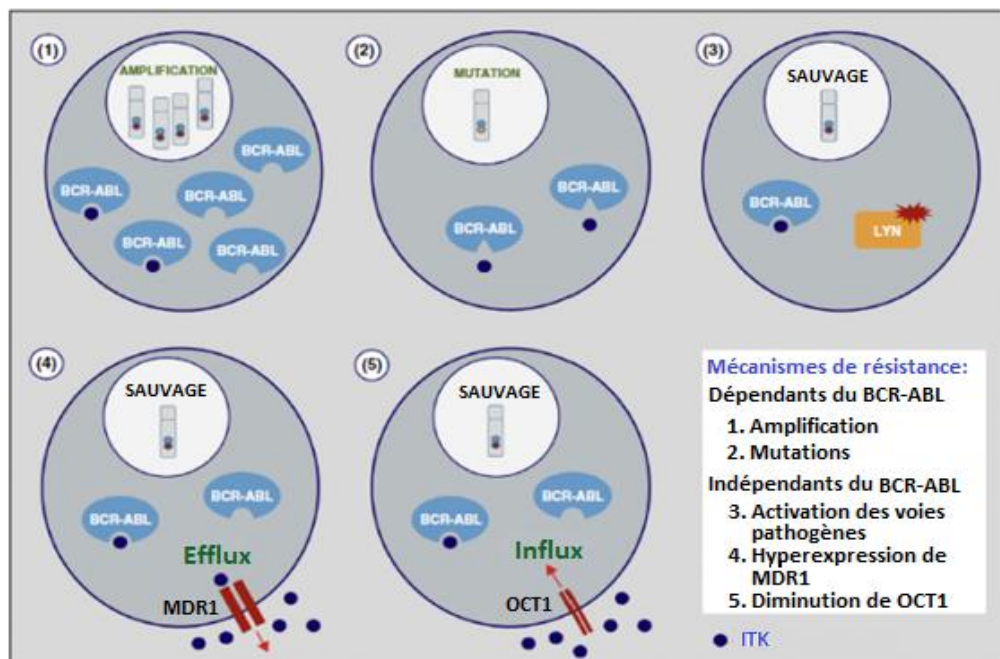 (1)
AMPLIFICATION
BCR-ABL
BCR-ABL
BCR-ABL
BCR-ABL
BCR-ABL
(2)
MUTATION
BCR-ABL
BCR-ABL
(3)
SAUVAGE
BCR-ABL
LYN
(4)
SAUVAGE
BCR-ABL
BCR-ABL
Efflux
MDR1
(5)
SAUVAGE
BCR-ABL
BCR-ABL
Influx
OCT1
Mécanismes de résistance:
Dépendants du BCR-ABL
1. Amplification
2. Mutations
Indépendants du BCR-ABL
3. Activation des voies
pathogènes
4. Hyperexpression de
MDR1
5. Diminution de OCT1
ITK